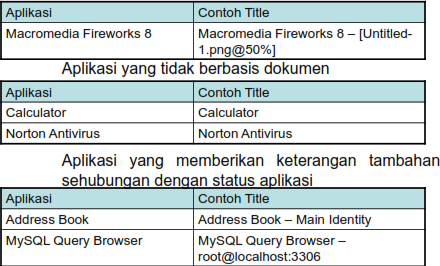 Aplikasi Contoh Title
Macromedia Fireworks 8 Macromedia Fireworks 8 – [Untitled-
1.png@50%]
Aplikasi yang tidak berbasis dokumen
Aplikasi Contoh Title
Calculator Calculator
Norton Antivirus Norton Antivirus
Aplikasi yang memberikan keterangan tambahan
sehubungan dengan status aplikasi
Aplikasi Contoh Title
Address Book Address Book – Main Identity
MySQL Query Browser MySQL Query Browser –
root@localhost:3306